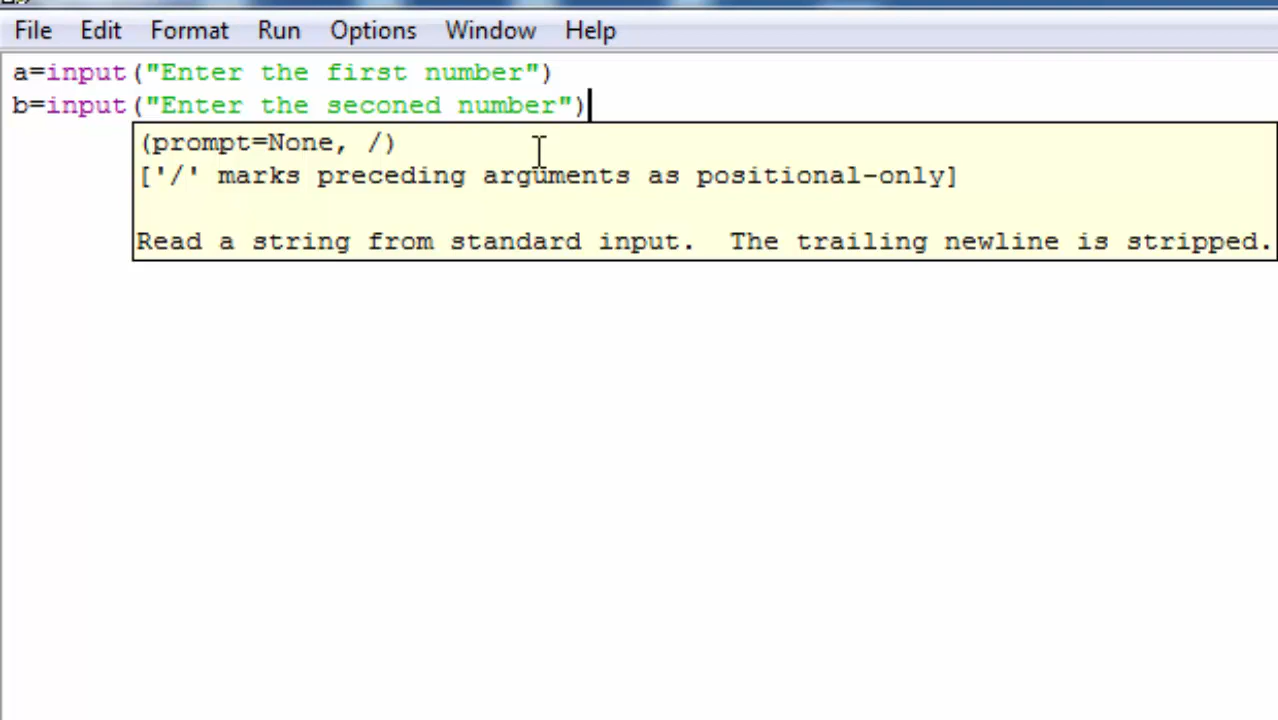 File Edit Format Run Options Window Help
a=input("Enter the first number")
b=input("Enter the seconed number")
(prompt=None, /)
['/' marks preceding arguments as positional-only]
Read a string from standard input.  The trailing newline is stripped.